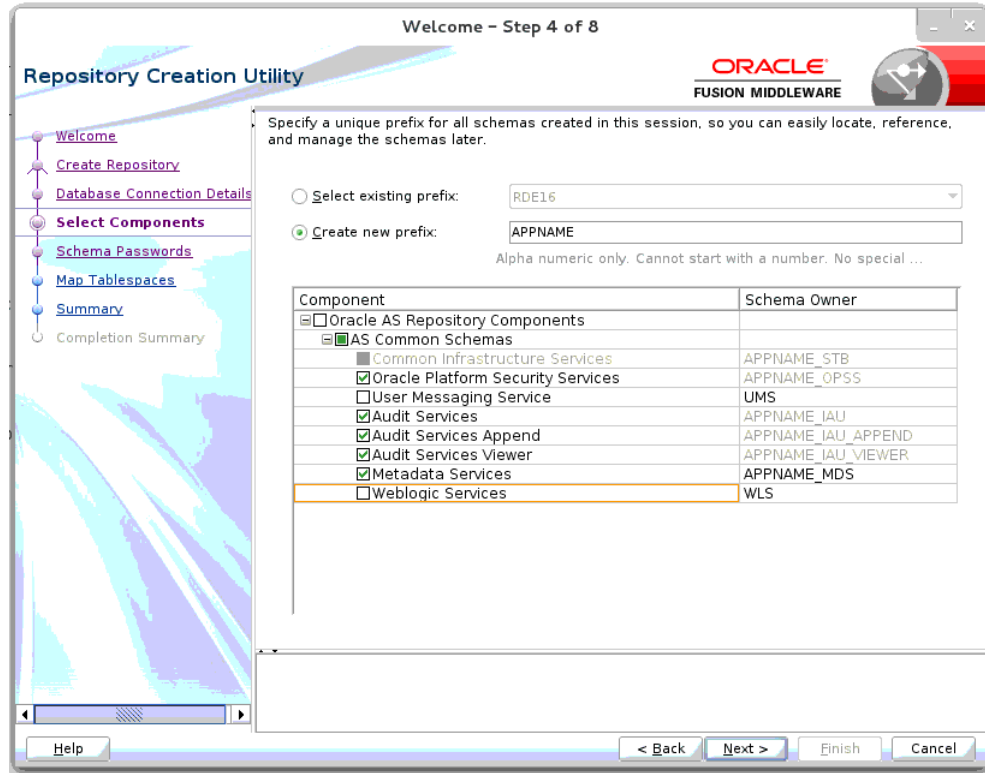 Welcome – Step 4 of 8
Repository Creation Utility
ORACLE
FUSION MIDDLEWARE
Welcome
Create Repository
Database Connection Details
Select Components
Schema Passwords
Map Tablespaces
Summary
Completion Summary
Specify a unique prefix for all schemas created in this session, so you can easily locate, reference,
and manage the schemas later.
Select existing prefix: RDE16
Create new prefix: APPNAME
Alpha numeric only. Cannot start with a number. No special ...
Component Schema Owner
Oracle AS Repository Components
AS Common Schemas
Common Infrastructure Services APPNAME_STB
Oracle Platform Security Services APPNAME_OPSS
User Messaging Service UMS
Audit Services APPNAME_IAU
Audit Services Append APPNAME_IAU_APPEND
Audit Services Viewer APPNAME_IAU_VIEWER
Metadata Services APPNAME_MDS
Weblogic Services WLS
Help < Back Next > Finish Cancel